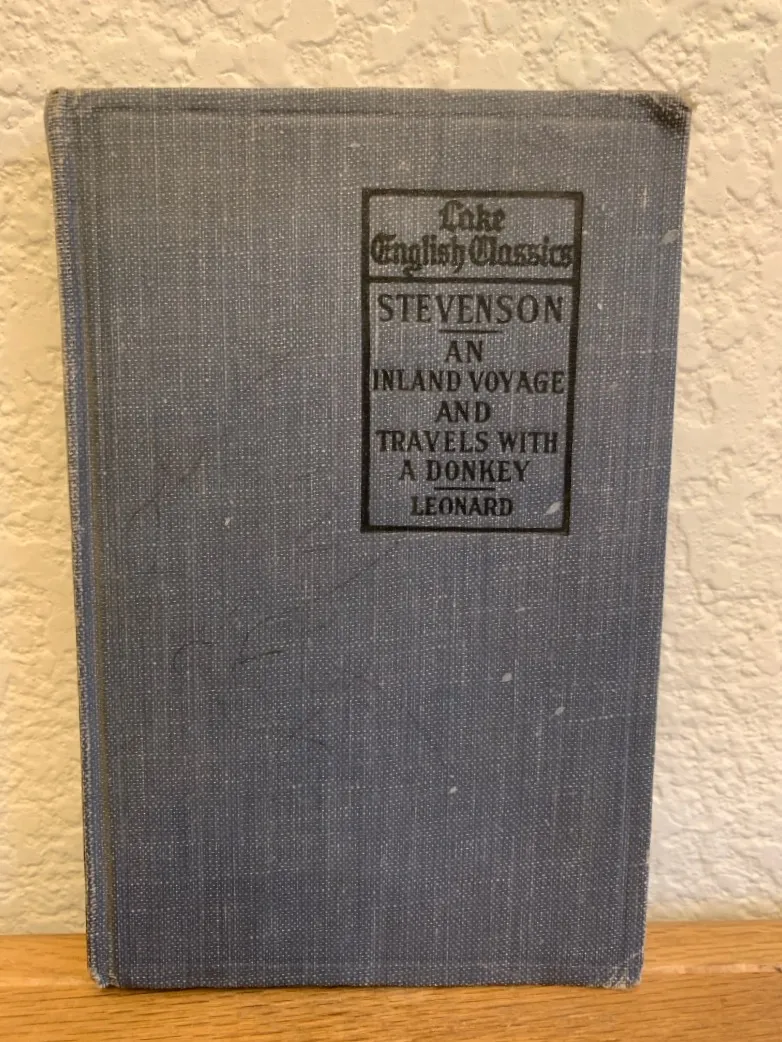 Lake
English Classics
STEVENSON
AN
INLAND VOYAGE
AND
TRAVELS WITH
A DONKEY
LEONARD